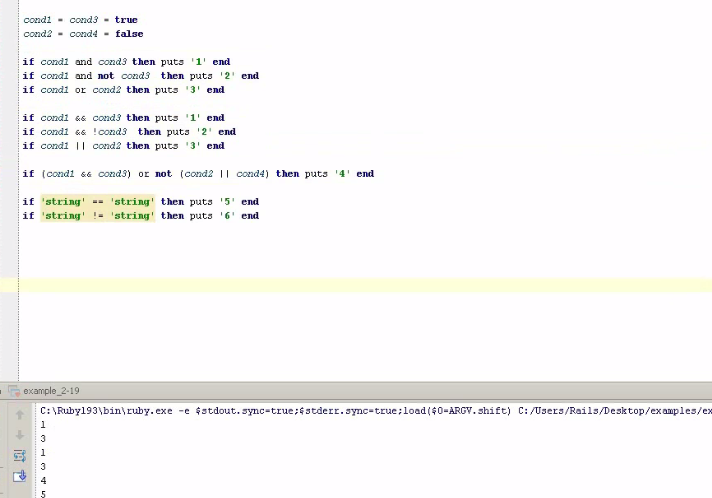 cond1 = cond3 = true
cond2 = cond4 = false
if cond1 and cond3 then puts '1' end
if cond1 and not cond3 then puts '2' end
if cond1 or cond2 then puts '3' end
if cond1 && cond3 then puts '1' end
if cond1 && !cond3 then puts '2' end
if cond1 || cond2 then puts '3' end
if (cond1 && cond3) or not (cond2 || cond4) then puts '4' end
if 'string' == 'string' then puts '5' end
if 'string' != 'string' then puts '6' end
example_2-19
C:\Ruby193\bin\ruby.exe -e $stdout.sync=true;$stderr.sync=true;load($0=ARGV.shift) C:/Users/Rails/Desktop/examples/ex
1
3
1
3
4
5